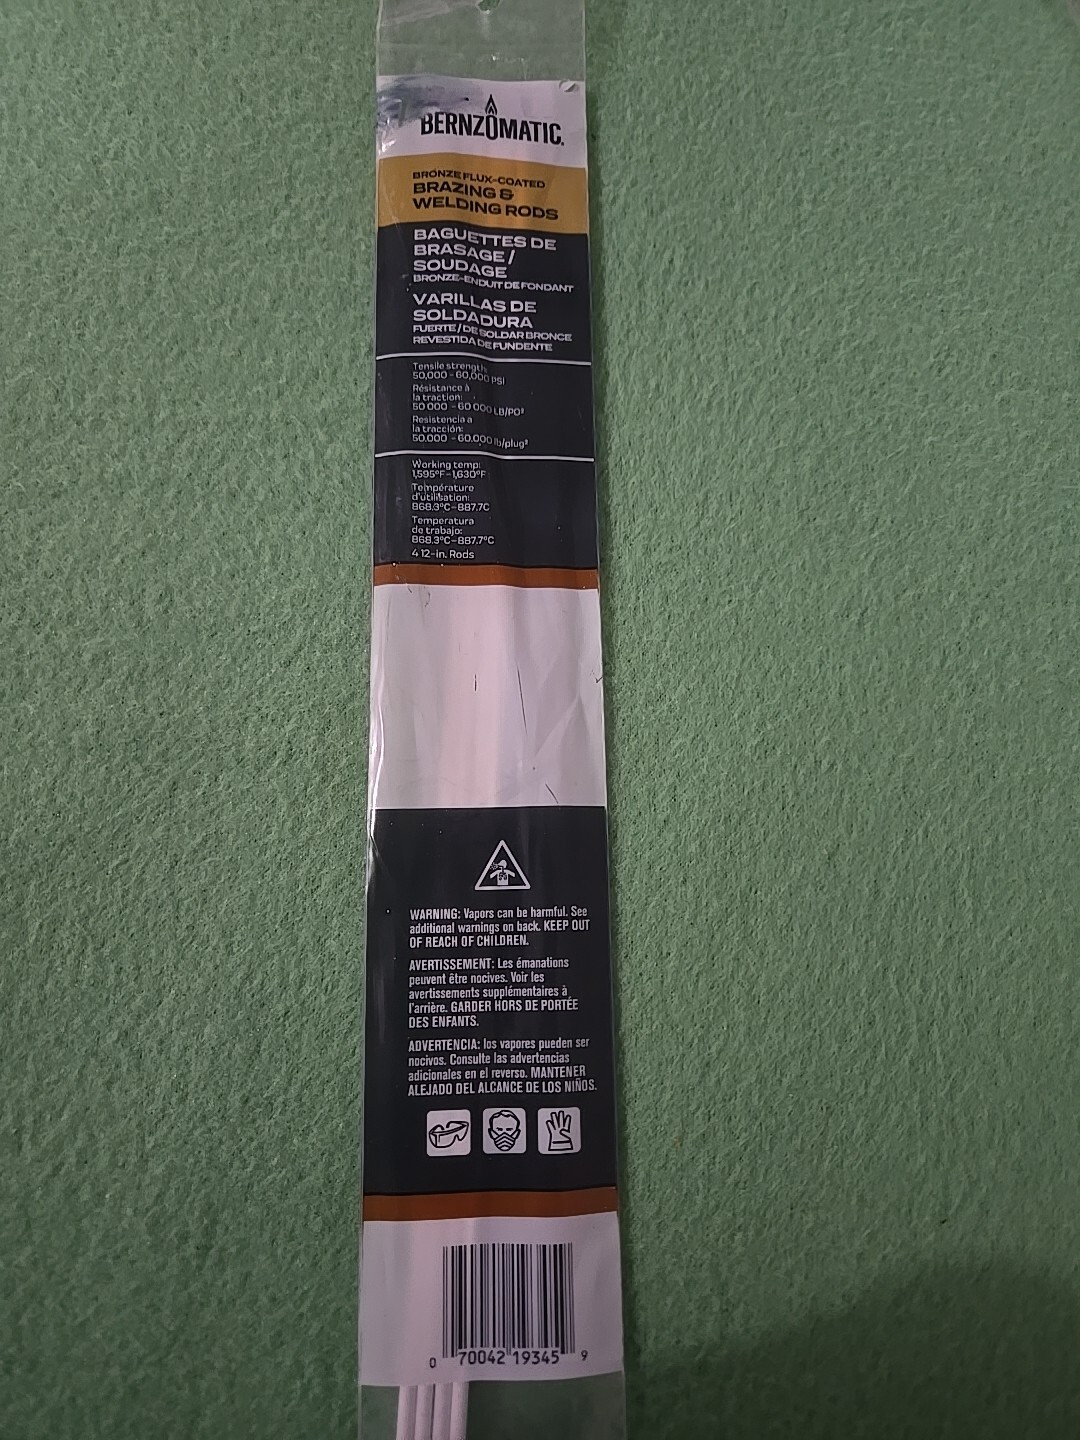 BERNZOMATIC.
BRONZE FLUX-COATED
BRAZING &
WELDING RODS
BAGUETTES DE
BRASAGE/
SOUDAGE
BRONZE-ENDUIT DE FONDANT
VARILLAS DE
SOLDADURA
FUERTE/DE SOLDAR BRONCE
REVESTIDA DE FUNDENTE
Tensile strength:
50,000 - 60,000 PSI
Résistance à
la traction:
50 000 - 60 000 LB/PO²
Resistencia a
la tracción:
50.000 - 60.000 lb/plug²
Working temp:
1,595°F-1,630°F
Température
d'utilisation:
868.3°C-887.7C
Temperatura
de trabajo:
868.3°C-887.7°C
4 12-in. Rods
WARNING: Vapors can be harmful. See
additional warnings on back. KEEP OUT
OF REACH OF CHILDREN.
AVERTISSEMENT: Les émanations
peuvent être nocives. Voir les
avertissements supplémentaires à
l'arrière. GARDER HORS DE PORTÉE
DES ENFANTS.
ADVERTENCIA: los vapores pueden ser
nocivos. Consulte las advertencias
adicionales en el reverso. MANTENER
ALEJADO DEL ALCANCE DE LOS NIÑOS.
0 70042 19345 9